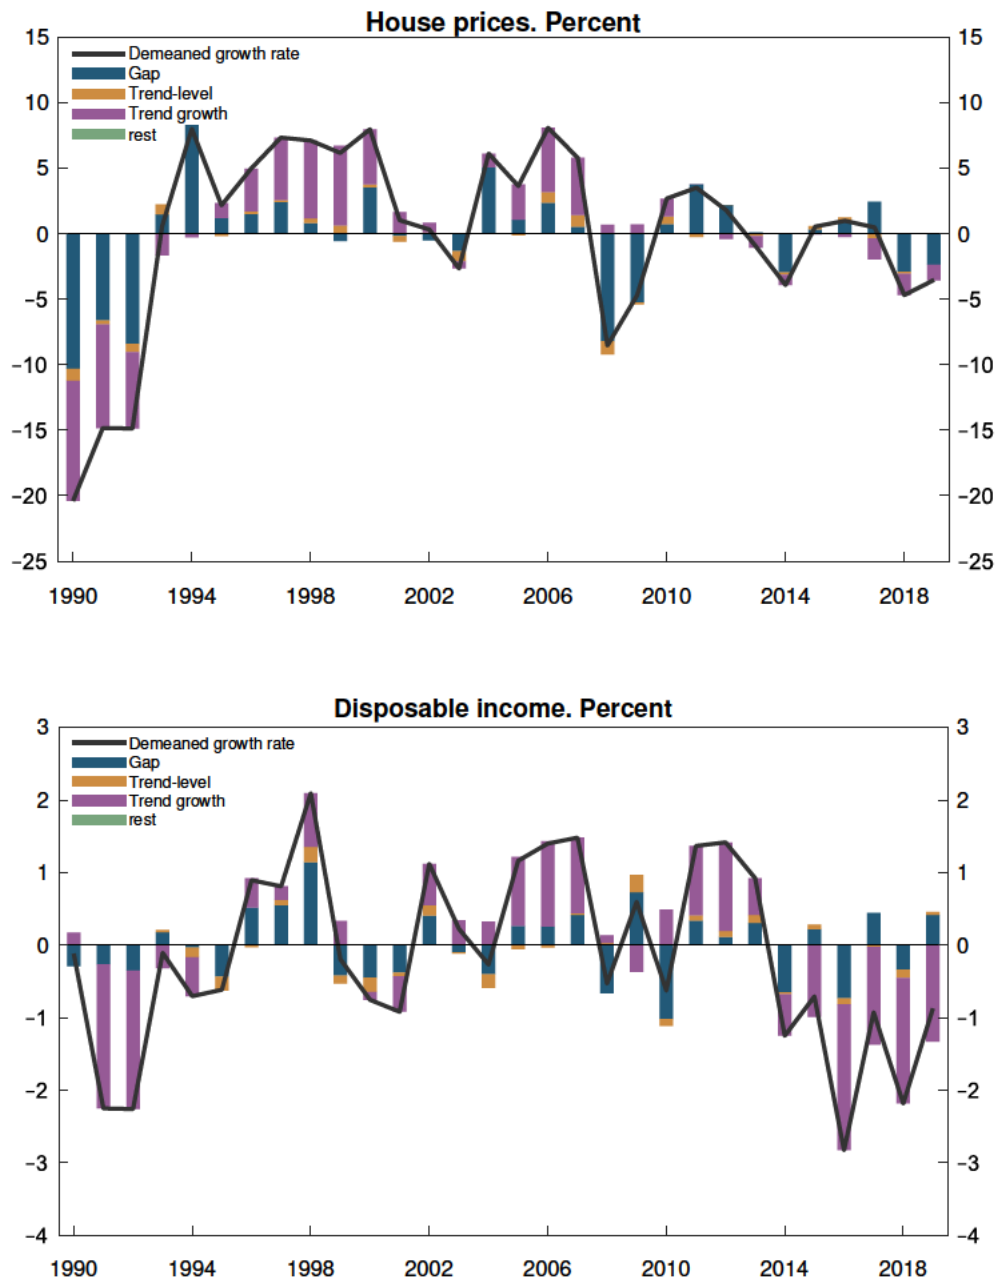 House prices. Percent
15 15
Demeaned growth rate
Gap
Trend-level
Trend growth
rest
10 10
5 5
0 0
−5 −5
−10 −10
−15 −15
−20 −20
−25 −25
1990 1994 1998 2002 2006 2010 2014 2018
Disposable income. Percent
3 3
Demeaned growth rate
Gap
Trend-level
Trend growth
rest
2 2
1 1
0 0
−1 −1
−2 −2
−3 −3
−4 −4
1990 1994 1998 2002 2006 2010 2014 2018